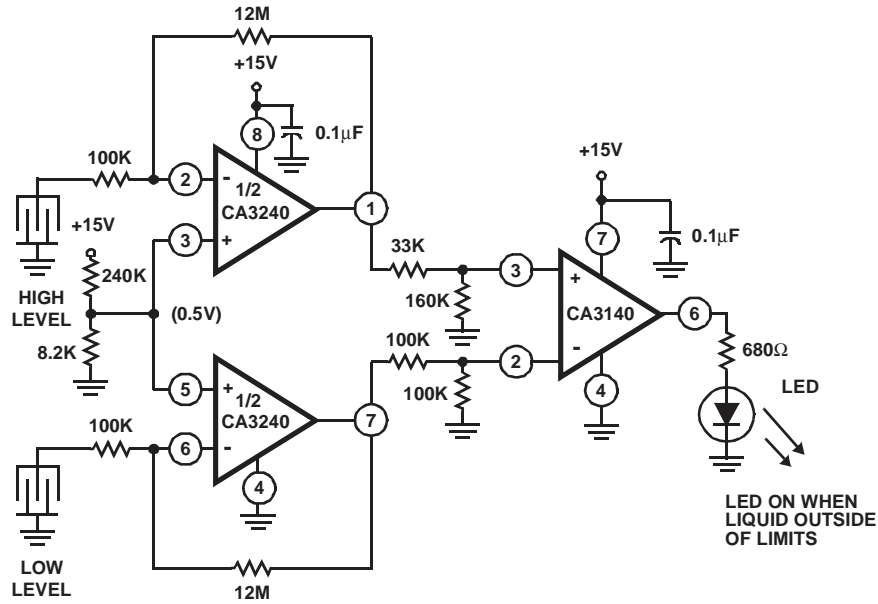 12M
+15V
8
0.1µF
100K
2
-
1/2
CA3240
1
+15V
3
+
240K
HIGH
LEVEL
(0.5V)
8.2K
33K
160K
3
+
+15V
7
0.1µF
CA3140
6
680Ω
100K
2
-
100K
4
LED
5
+
1/2
CA3240
7
100K
6
-
4
LOW
LEVEL
12M
LED ON WHEN
LIQUID OUTSIDE
OF LIMITS